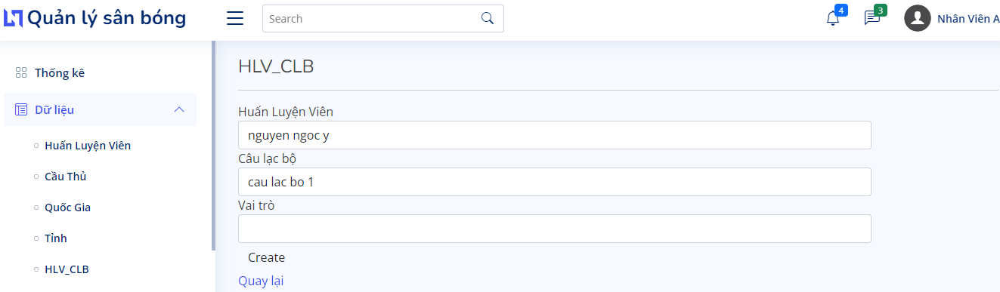 Quản lý sân bóng
Search
4
3
Nhân Viên A
Thống kê
Dữ liệu
Huấn Luyện Viên
Cầu Thủ
Quốc Gia
Tỉnh
HLV_CLB
HLV_CLB
Huấn Luyện Viên
nguyen ngoc y
Câu lạc bộ
cau lac bo 1
Vai trò
Create
Quay lại